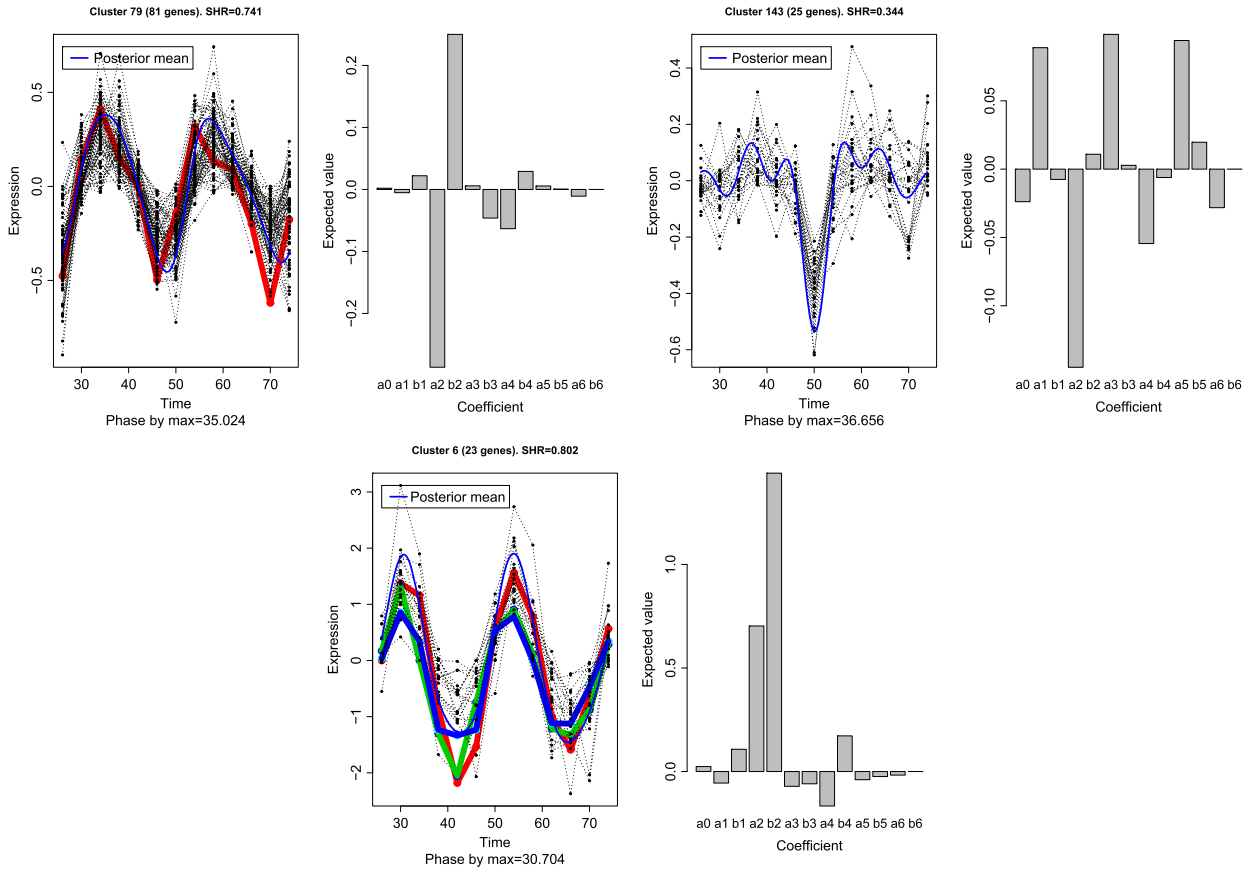 Cluster 79 (81 genes). SHR=0.741
Posterior mean
Expression
0.5
0.0
−0.5
30 40 50 60 70
Time
Phase by max=35.024
Expected value
0.2
0.1
0.0
−0.1
−0.2
a0 a1 b1 a2 b2 a3 b3 a4 b4 a5 b5 a6 b6
Coefficient
Cluster 143 (25 genes). SHR=0.344
Posterior mean
Expression
0.4
0.2
0.0
−0.2
−0.4
−0.6
30 40 50 60 70
Time
Phase by max=36.656
Expected value
0.05
0.00
−0.05
−0.10
a0 a1 b1 a2 b2 a3 b3 a4 b4 a5 b5 a6 b6
Coefficient
Cluster 6 (23 genes). SHR=0.802
Posterior mean
Expression
3
2
1
0
−1
−2
30 40 50 60 70
Time
Phase by max=30.704
Expected value
1.0
0.5
0.0
a0 a1 b1 a2 b2 a3 b3 a4 b4 a5 b5 a6 b6
Coefficient